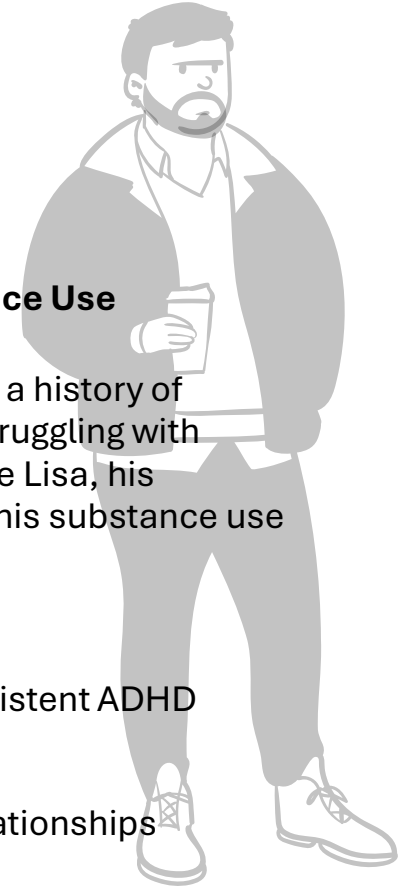 ce Use
a history of
ruggling with
e Lisa, his
his substance use
istent ADHD
ationships